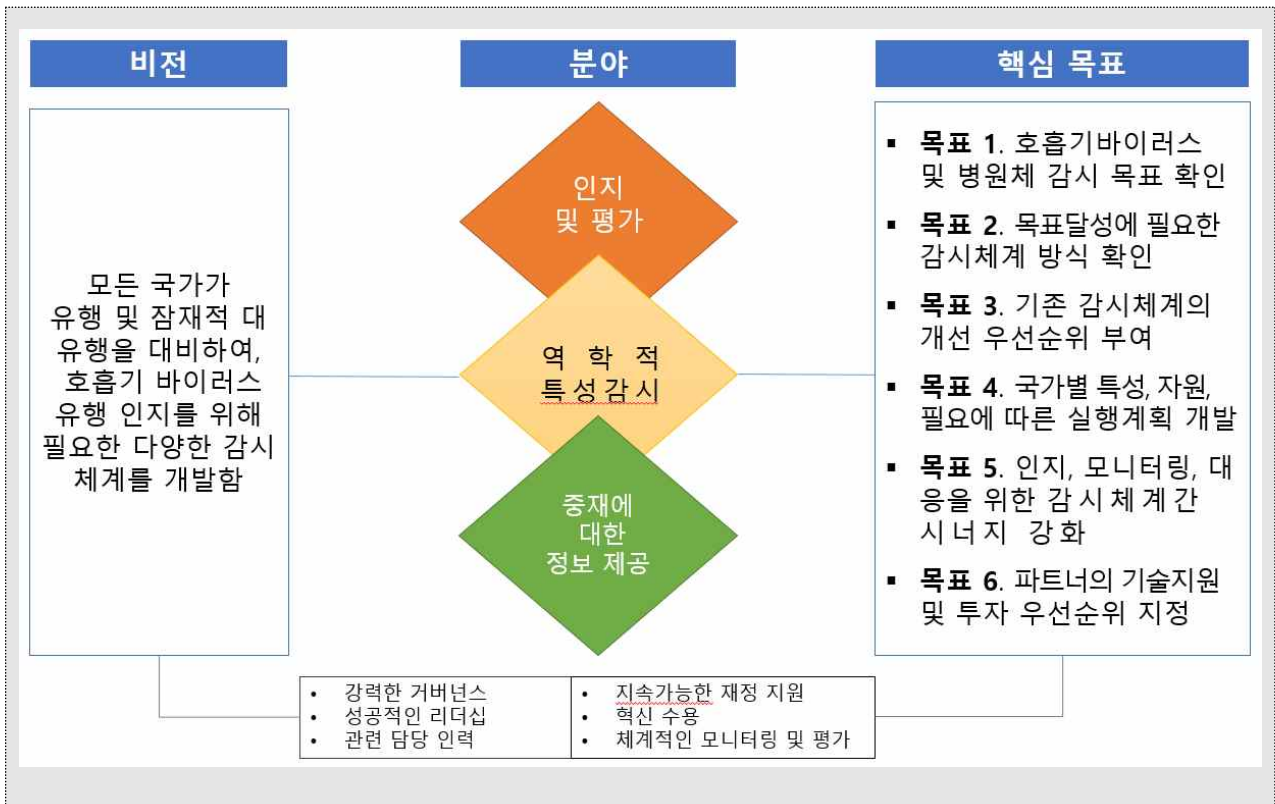 비전
모든 국가가
유행 및 잠재적 대
유행을 대비하여,
호흡기 바이러스
유행 인지를 위해
필요한 다양한 감시
체계를 개발함
분야
인지
및 평가
역 학 적
특성감시
중재에
대한
정보 제공
핵심 목표
▪ 목표 1. 호흡기바이러스
및 병원체 감시 목표 확인
▪ 목표 2. 목표달성에 필요한
감시체계 방식 확인
▪ 목표 3. 기존 감시체계의
개선 우선순위 부여
▪ 목표 4. 국가별 특성, 자원,
필요에 따른 실행계획 개발
▪ 목표 5. 인지, 모니터링, 대
응을 위한 감시체계간
시너지 강화
▪ 목표 6. 파트너의 기술지원
및 투자 우선순위 지정
• 강력한 거버넌스
• 성공적인 리더십
• 관련 담당 인력
• 지속가능한 재정 지원
• 혁신 수용
• 체계적인 모니터링 및 평가